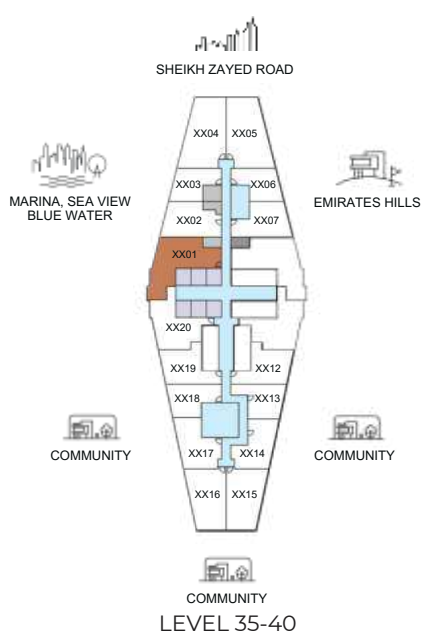 SHEIKH ZAYED ROAD
XX04 XX05
XX03 XX06
MARINA, SEA VIEW
BLUE WATER
EMIRATES HILLS
XX02 XX07
XX01
XX20
XX19 XX12
XX18 XX13
COMMUNITY
XX17 XX14
COMMUNITY
XX16 XX15
COMMUNITY
LEVEL 35-40